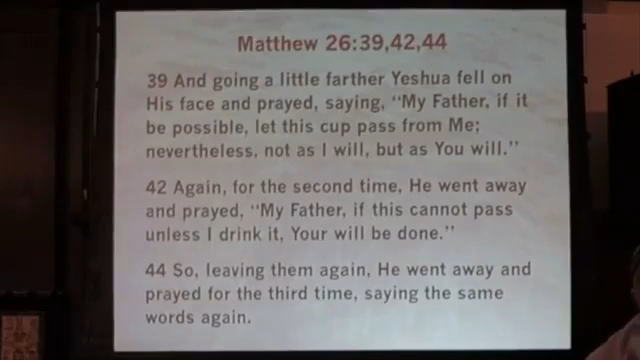 Matthew 26:39,42,44
39 And going a little farther Yeshua fell on
His face and prayed, saying, “My Father, if it
be possible, let this cup pass from Me;
nevertheless, not as I will, but as You will.”
42 Again, for the second time, He went away
and prayed, “My Father, if this cannot pass
unless I drink it, Your will be done.”
44 So, leaving them again, He went away and
prayed for the third time, saying the same
words again.